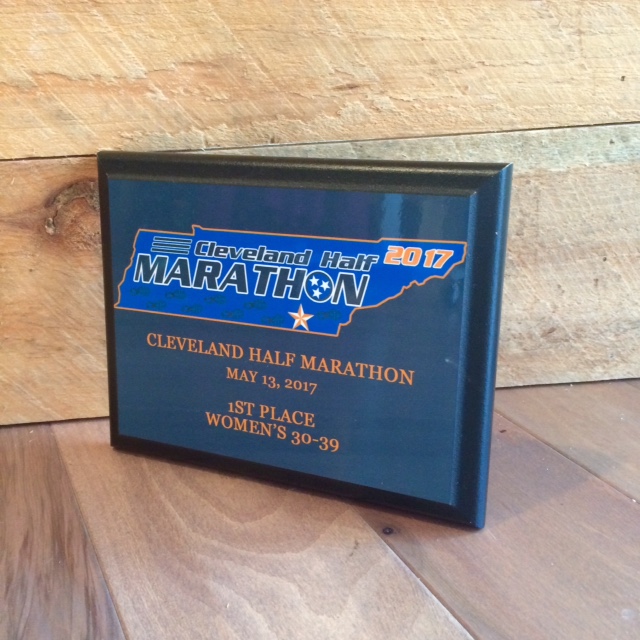 Cleveland Half 2017
MARATHON
CLEVELAND HALF MARATHON
MAY 13, 2017
1ST PLACE
WOMEN'S 30-39